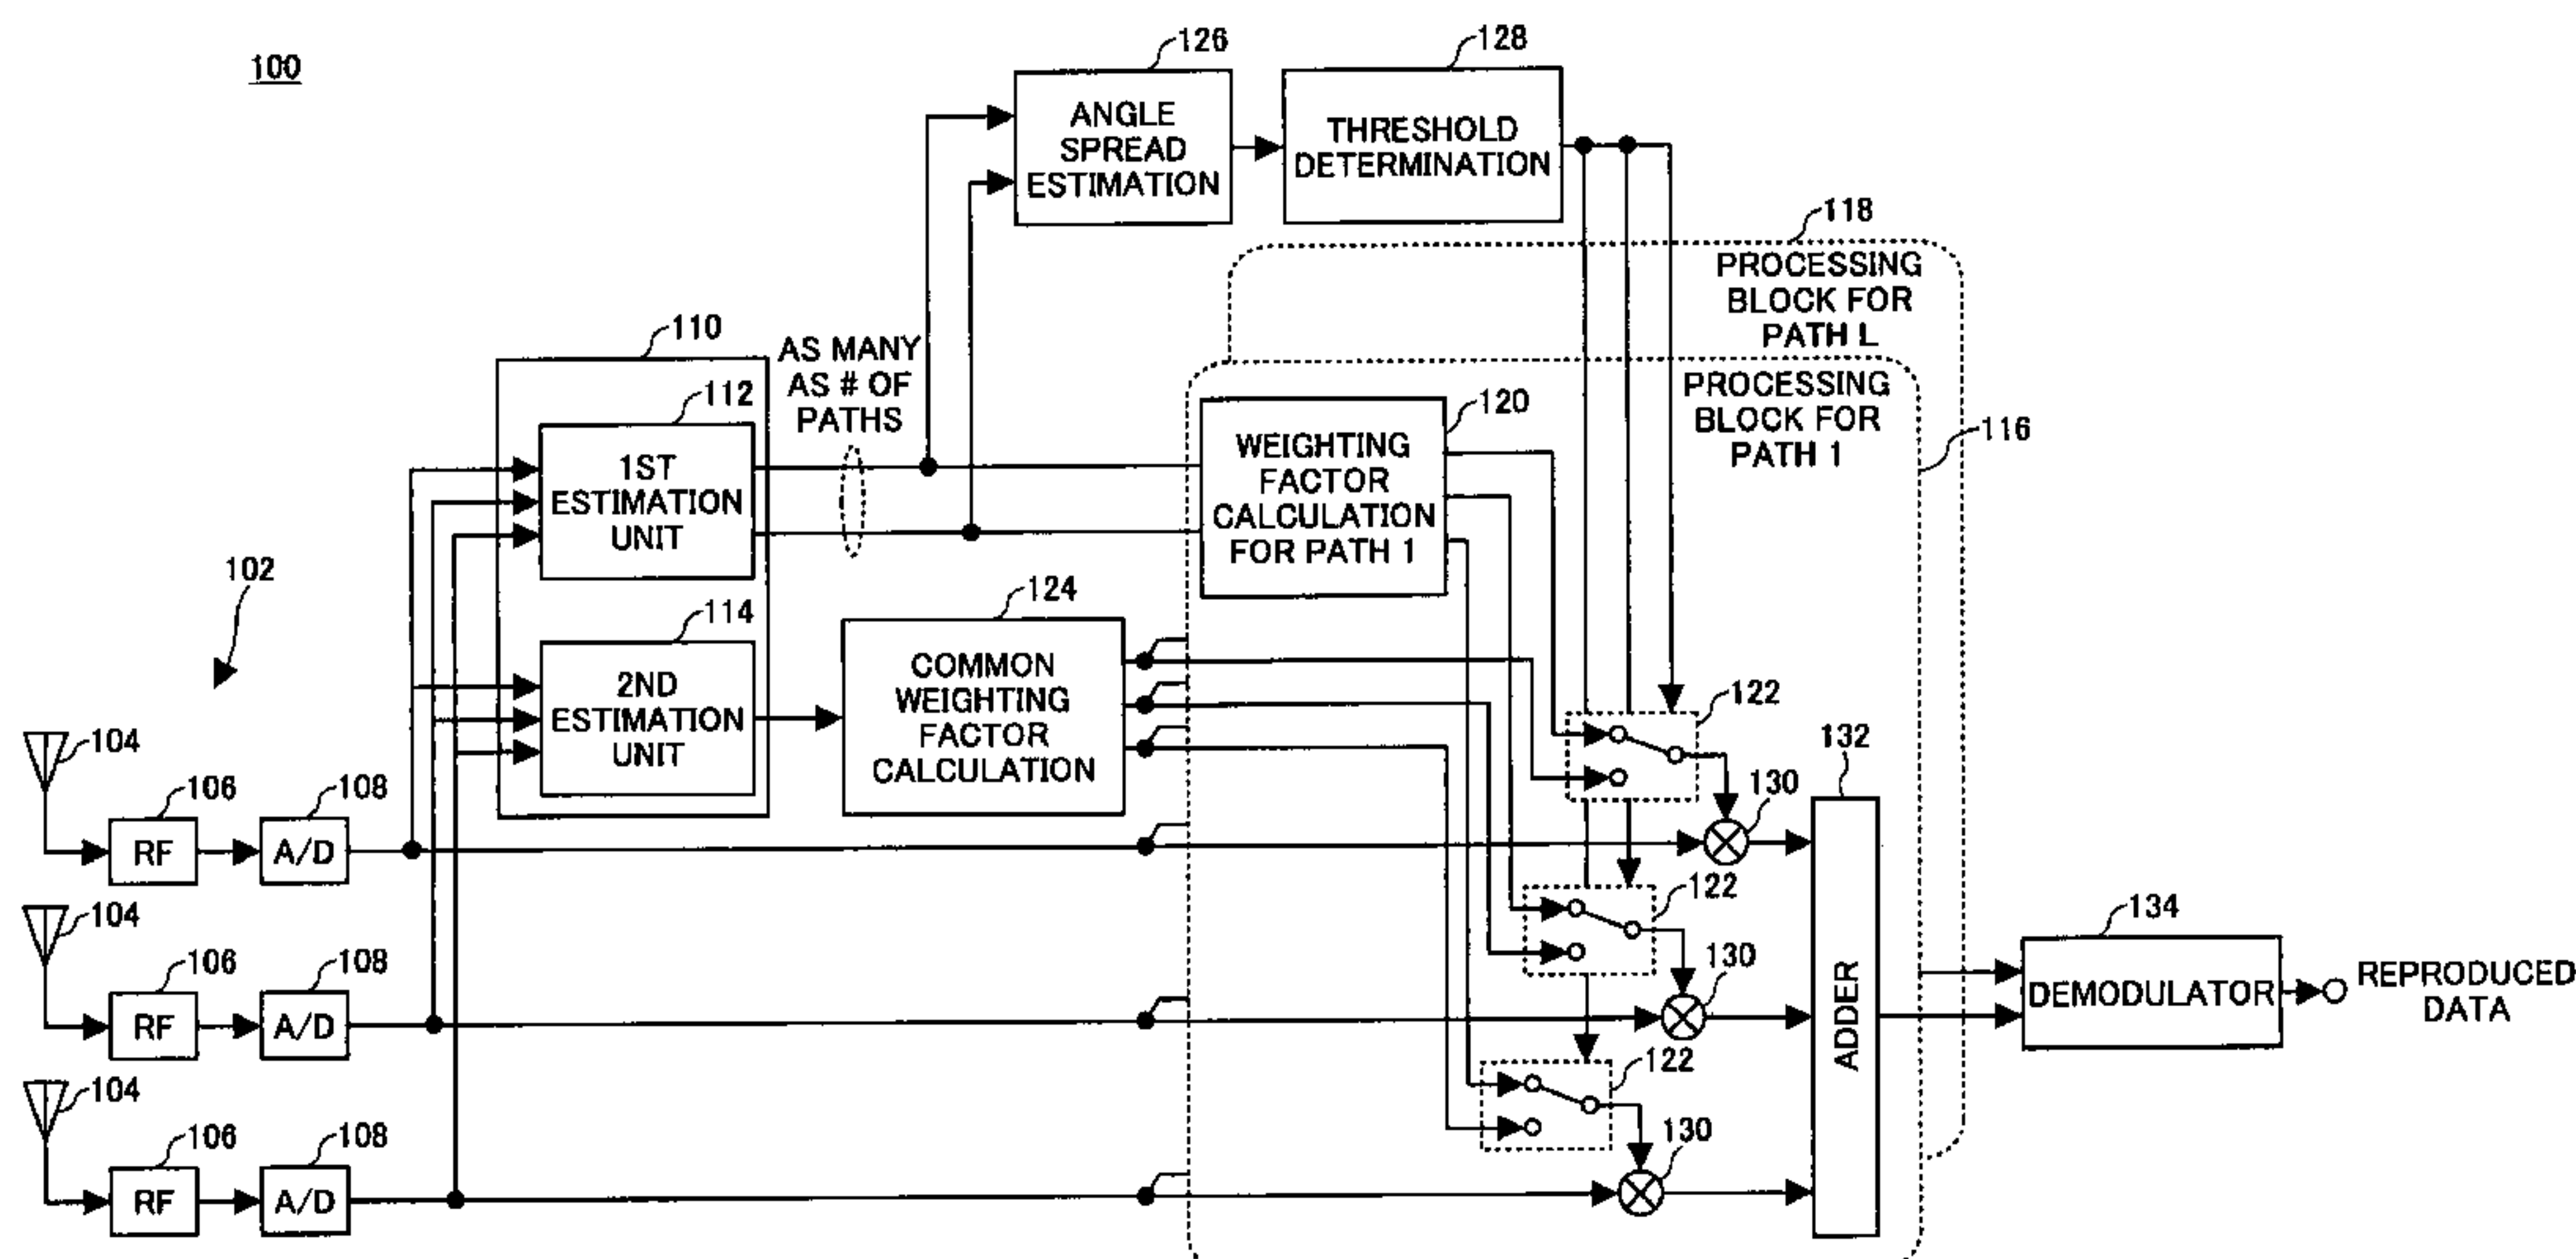 100
126
128
ANGLE
SPREAD
ESTIMATION
THRESHOLD
DETERMINATION
118
PROCESSING
BLOCK FOR
PATH L
110
AS MANY
AS # OF
PATHS
PROCESSING
BLOCK FOR
PATH 1
116
112
1ST
ESTIMATION
UNIT
120
WEIGHTING
FACTOR
CALCULATION
FOR PATH 1
102
114
2ND
ESTIMATION
UNIT
124
COMMON
WEIGHTING
FACTOR
CALCULATION
122
132
104
106
108
RF
A/D
130
122
104
106
108
RF
A/D
130
ADDER
134
DEMODULATOR
REPRODUCED
DATA
122
104
106
108
RF
A/D
130